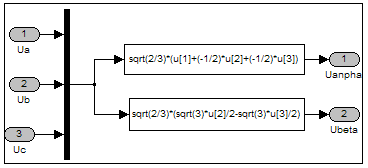 1
Ua
2
Ub
3
Uc
sqrt(2/3)*(u[1]+(-1/2)*u[2]+(-1/2)*u[3])
1
Uanpha
sqrt(2/3)*(sqrt(3)*u[2]/2-sqrt(3)*u[3]/2)
2
Ubeta